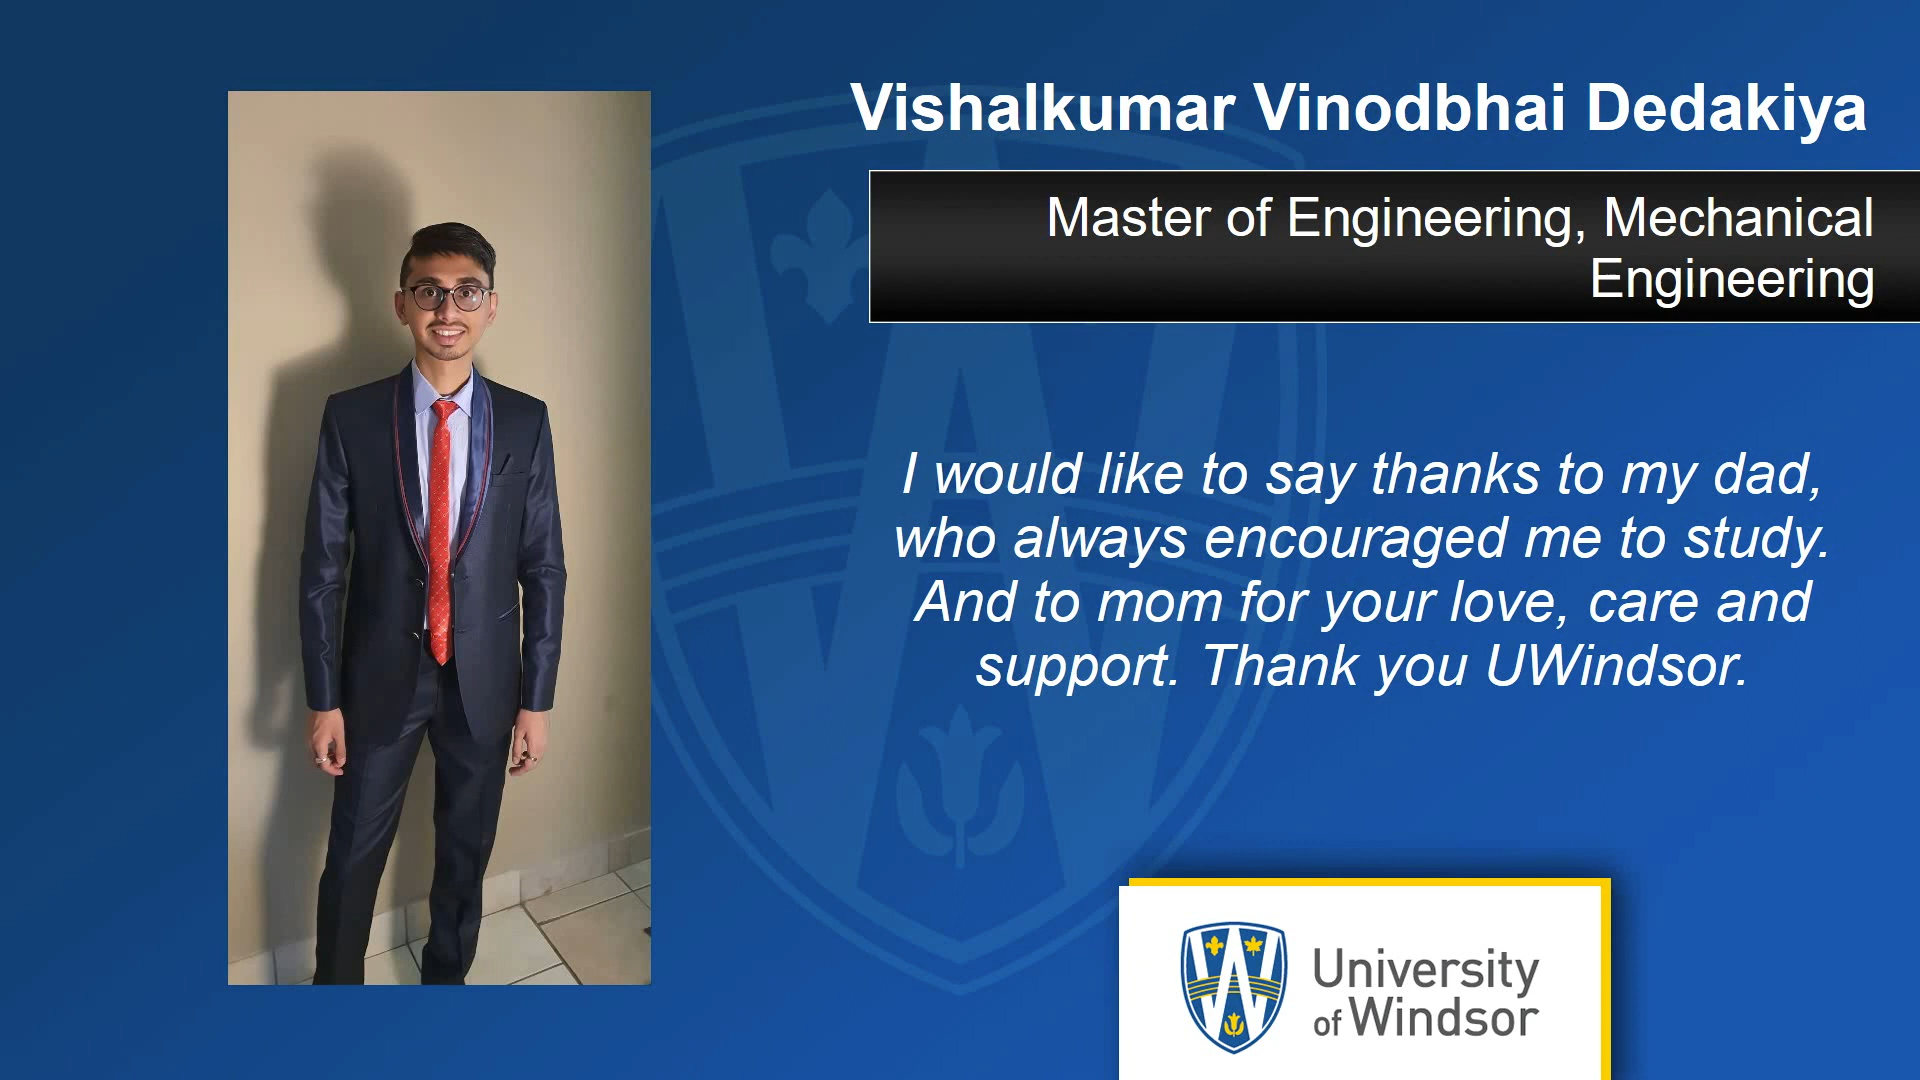 Vishalkumar Vinodbhai Dedakiya
Master of Engineering, Mechanical
Engineering
I would like to say thanks to my dad,
who always encouraged me to study.
And to mom for your love, care and
support. Thank you UWindsor.
University
of Windsor